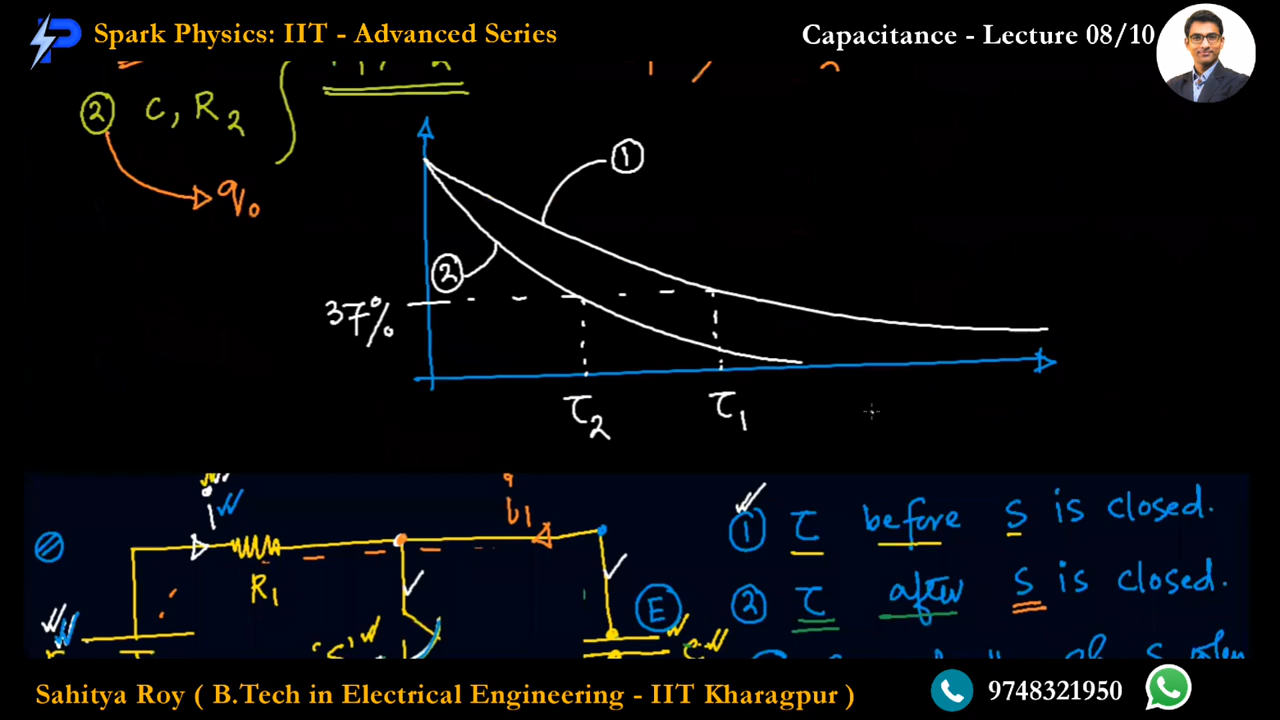 Spark Physics: IIT - Advanced Series
Capacitance - Lecture 08/10
② C, R2
q0
①
②
37%
τ2
τ1
i
R1
'S'
E
① τ before S is closed.
② τ after S is closed.
Sahitya Roy ( B.Tech in Electrical Engineering - IIT Kharagpur )
9748321950